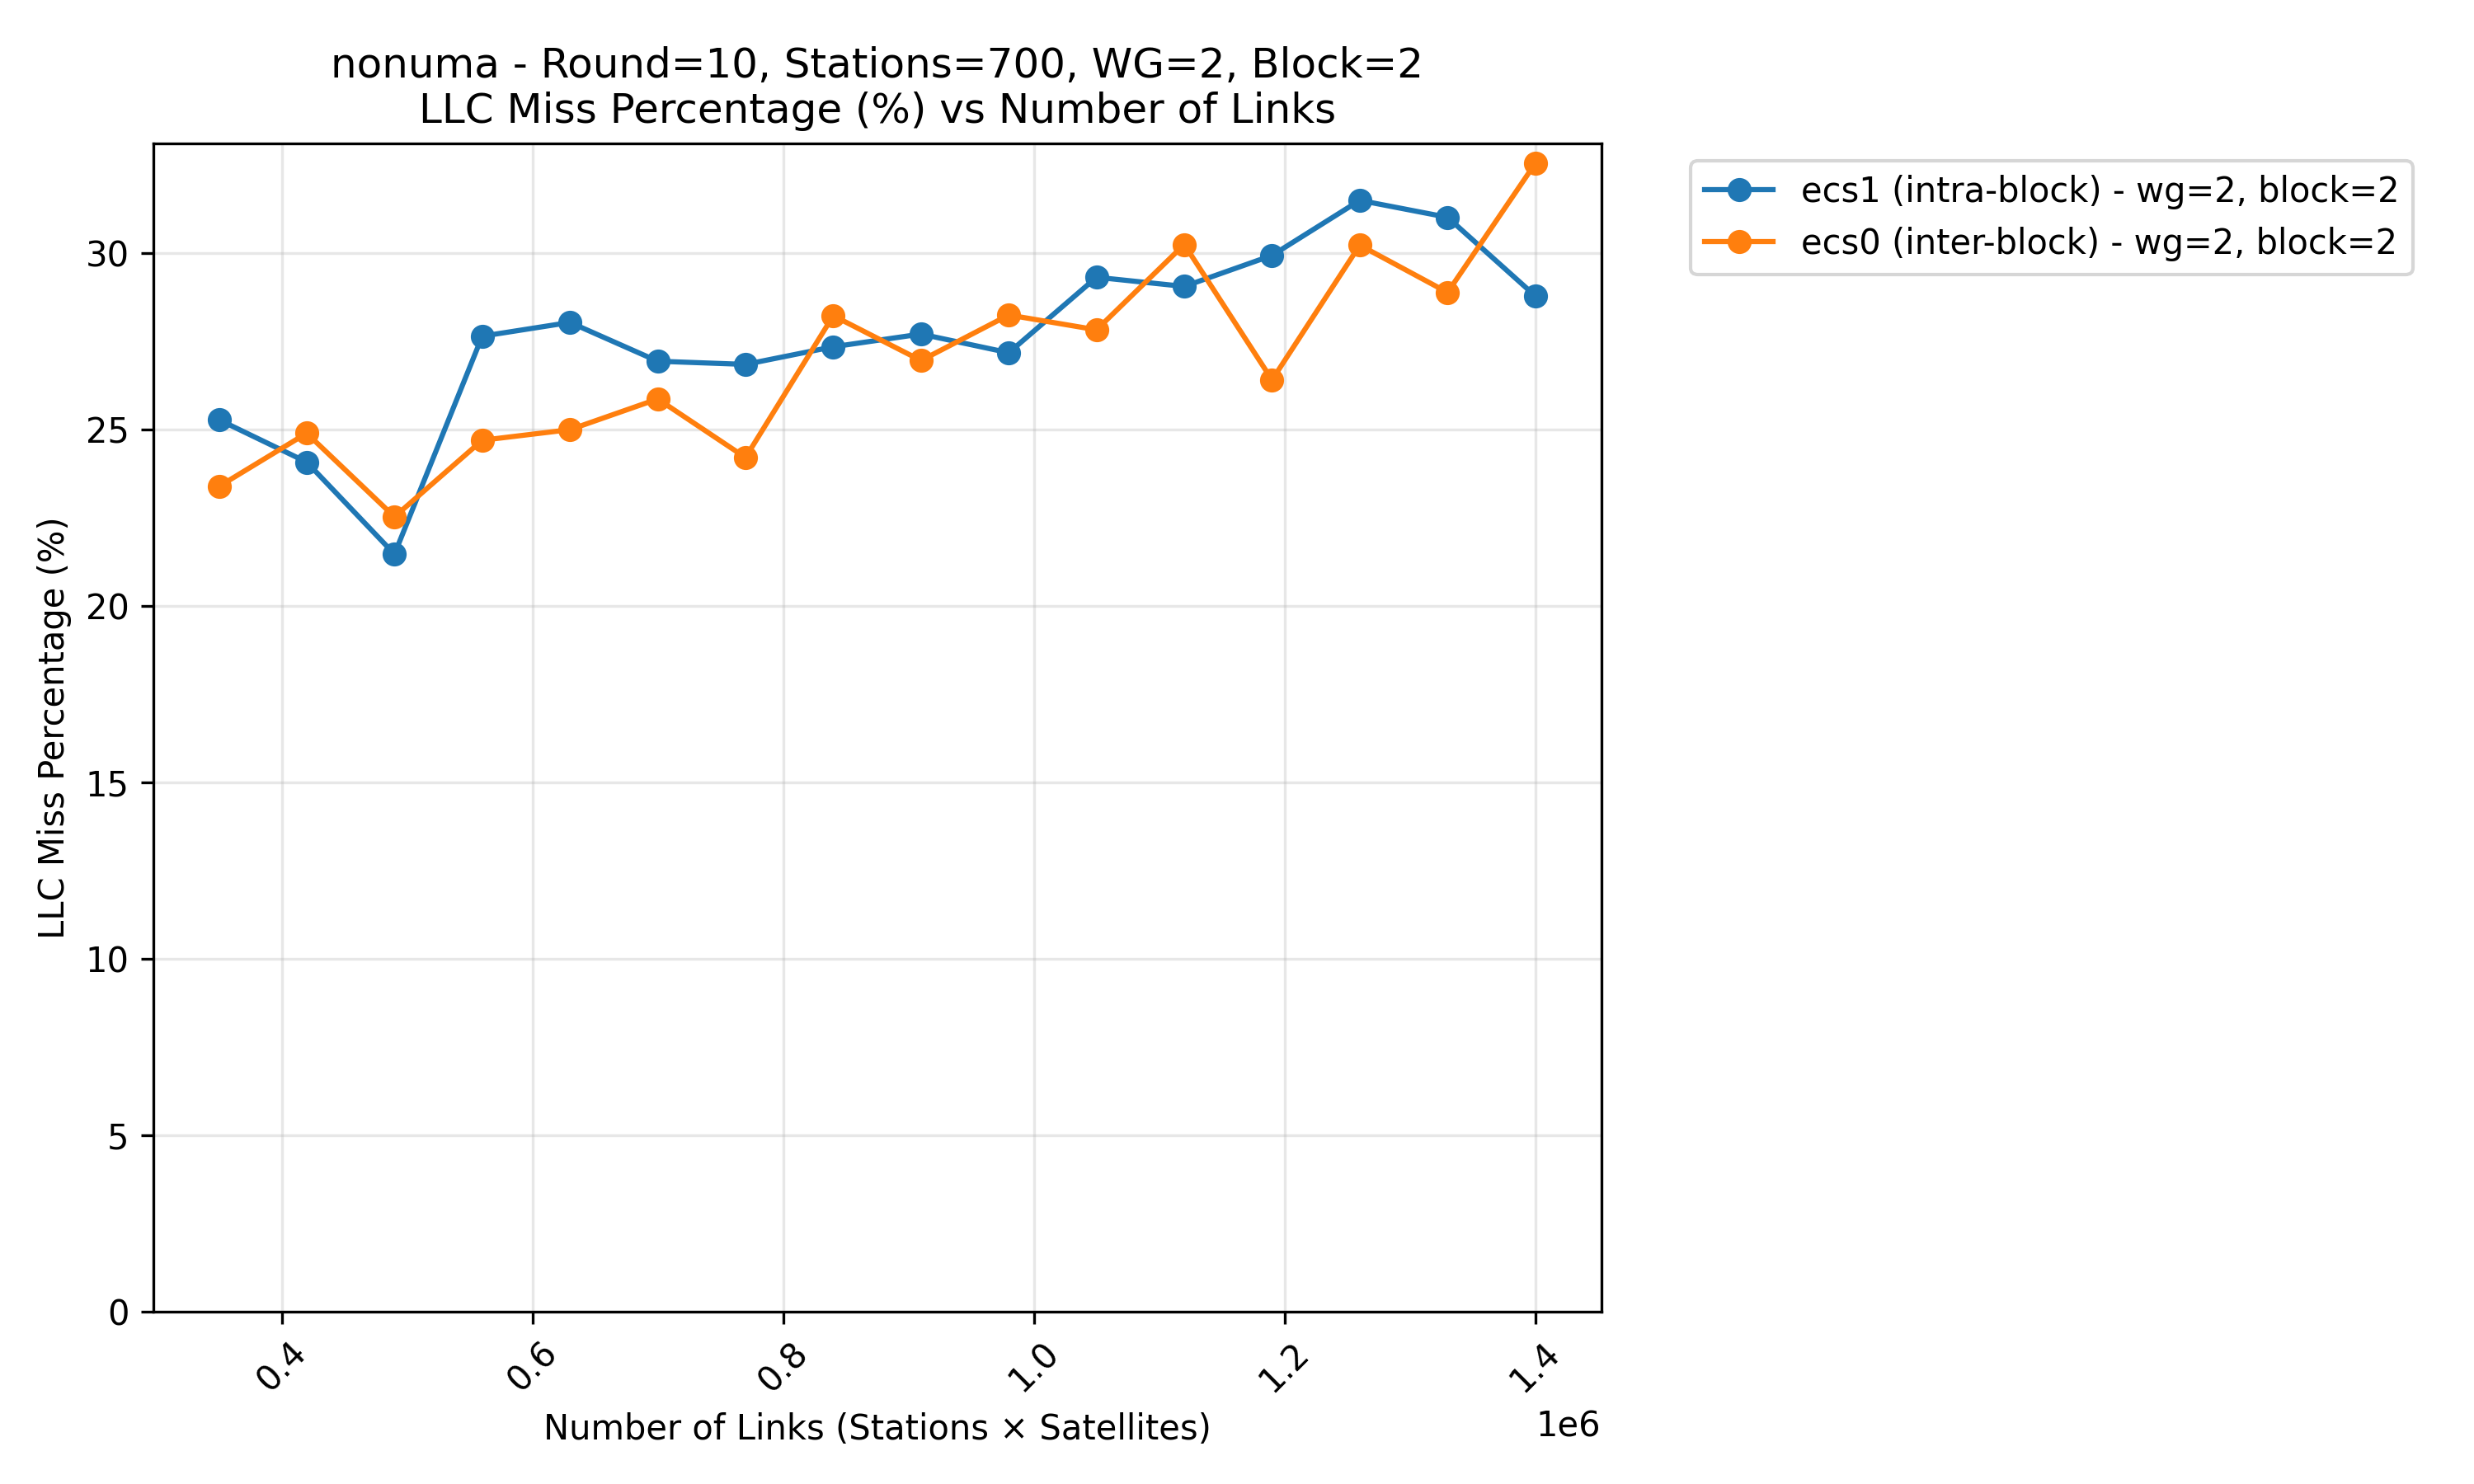 nonuma - Round=10, Stations=700, WG=2, Block=2
LLC Miss Percentage (%) vs Number of Links
ecs1 (intra-block) - wg=2, block=2
ecs0 (inter-block) - wg=2, block=2
LLC Miss Percentage (%)
30
25
20
15
10
5
0
0.4
0.6
0.8
1.0
1.2
1.4
1e6
Number of Links (Stations × Satellites)